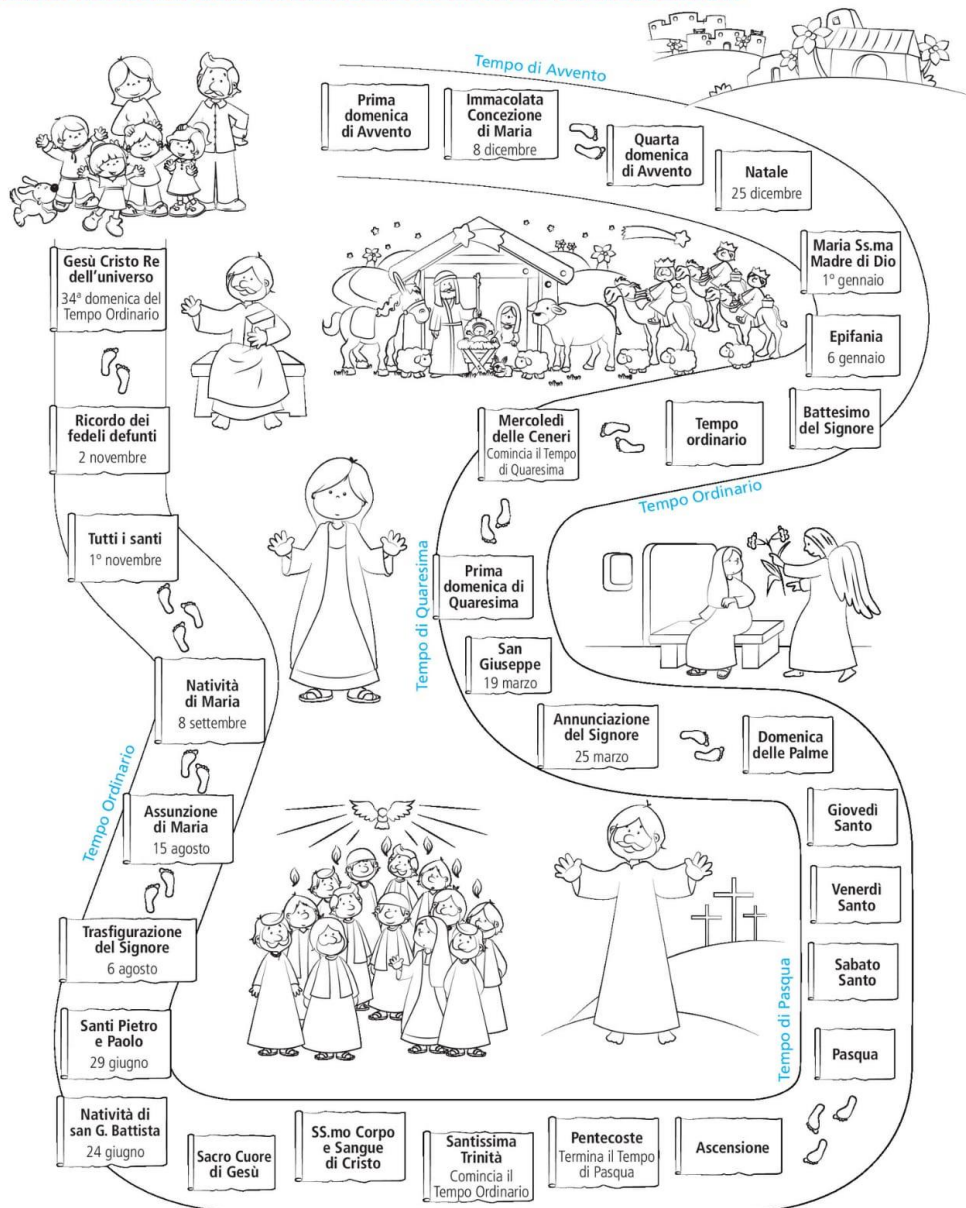 Tempo di Avvento
Prima
domenica
di Avvento
Immacolata
Concezione
di Maria
8 dicembre
Quarta
domenica
di Avvento
Natale
25 dicembre
Maria Ss.ma
Madre di Dio
1º gennaio
Epifania
6 gennaio
Battesimo
del Signore
Tempo
ordinario
Tempo Ordinario
Mercoledì
delle Ceneri
Comincia il Tempo
di Quaresima
Tempo di Quaresima
Prima
domenica di
Quaresima
San
Giuseppe
19 marzo
Annunciazione
del Signore
25 marzo
Domenica
delle Palme
Giovedì
Santo
Venerdì
Santo
Sabato
Santo
Tempo di Pasqua
Pasqua
Ascensione
Pentecoste
Termina il Tempo
di Pasqua
Santissima
Trinità
Comincia il
Tempo Ordinario
SS.mo Corpo
e Sangue
di Cristo
Sacro Cuore
di Gesù
Natività di
san G. Battista
24 giugno
Santi Pietro
e Paolo
29 giugno
Trasfigurazione
del Signore
6 agosto
Tempo Ordinario
Assunzione
di Maria
15 agosto
Natività
di Maria
8 settembre
Tutti i santi
1º novembre
Ricordo dei
fedeli defunti
2 novembre
Gesù Cristo Re
dell'universo
34ª domenica del
Tempo Ordinario